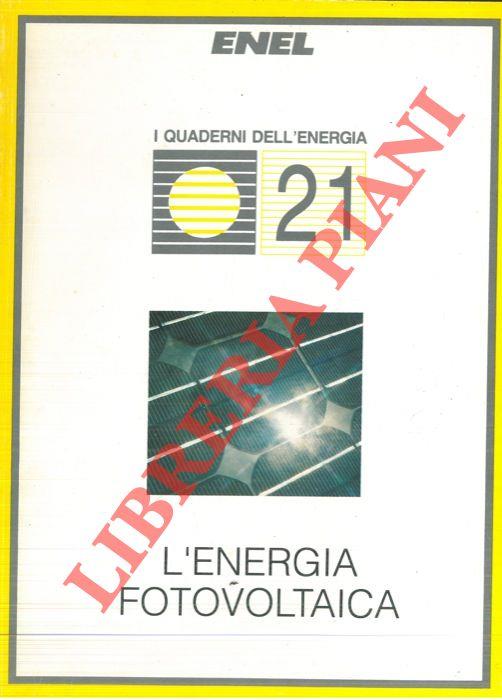 ENEL
I QUADERNI DELL'ENERGIA
21
LIBRERIA PIANI
L'ENERGIA
FOTOVOLTAICA